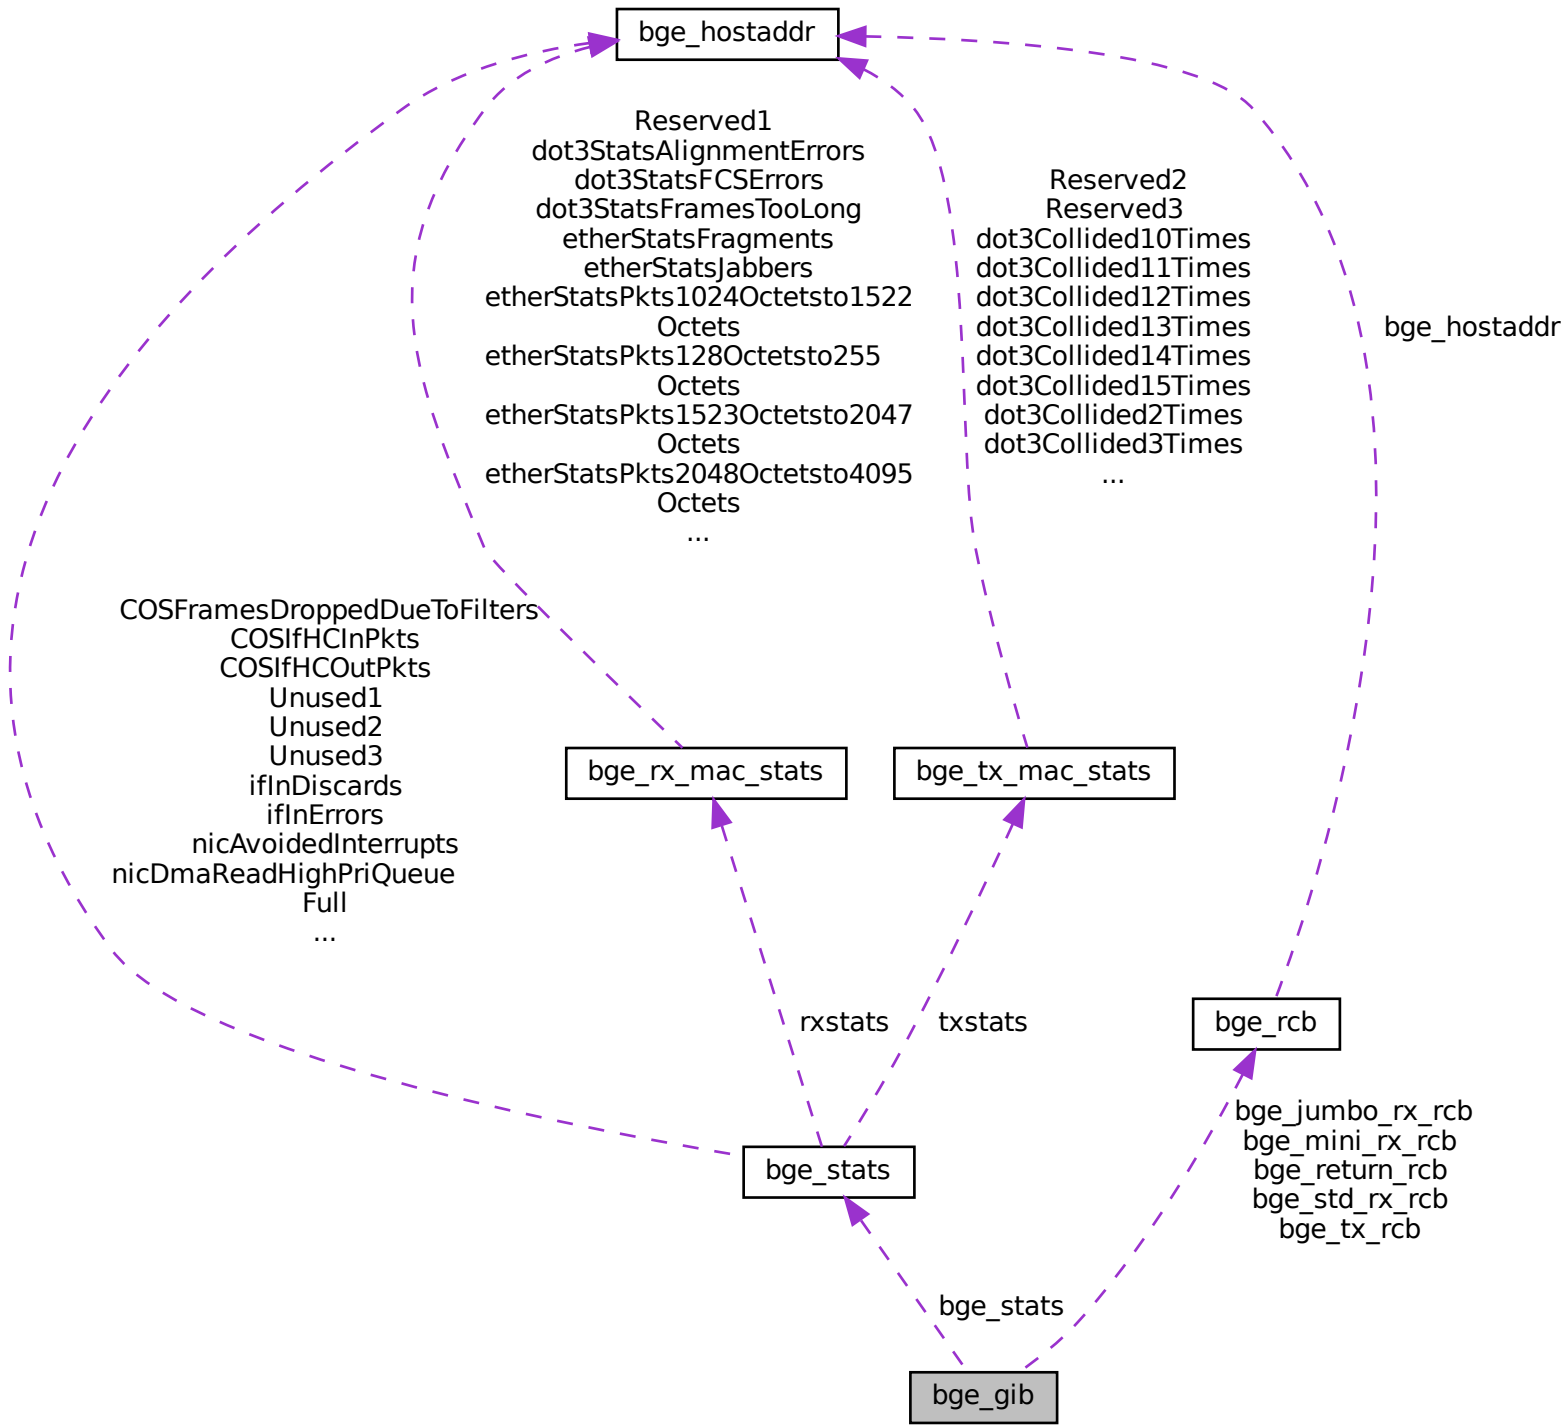 bge_hostaddr
Reserved1
dot3StatsAlignmentErrors
dot3StatsFCSErrors
dot3StatsFramesTooLong
etherStatsFragments
etherStatsJabbers
etherStatsPkts1024Octetsto1522
Octets
etherStatsPkts128Octetsto255
Octets
etherStatsPkts1523Octetsto2047
Octets
etherStatsPkts2048Octetsto4095
Octets
...
Reserved2
Reserved3
dot3Collided10Times
dot3Collided11Times
dot3Collided12Times
dot3Collided13Times
dot3Collided14Times
dot3Collided15Times
dot3Collided2Times
dot3Collided3Times
...
bge_hostaddr
COSFramesDroppedDueToFilters
COSIfHCInPkts
COSIfHCOutPkts
Unused1
Unused2
Unused3
ifInDiscards
ifInErrors
nicAvoidedInterrupts
nicDmaReadHighPriQueue
Full
...
bge_rx_mac_stats
bge_tx_mac_stats
rxstats
txstats
bge_rcb
bge_jumbo_rx_rcb
bge_mini_rx_rcb
bge_return_rcb
bge_std_rx_rcb
bge_tx_rcb
bge_stats
bge_stats
bge_gib